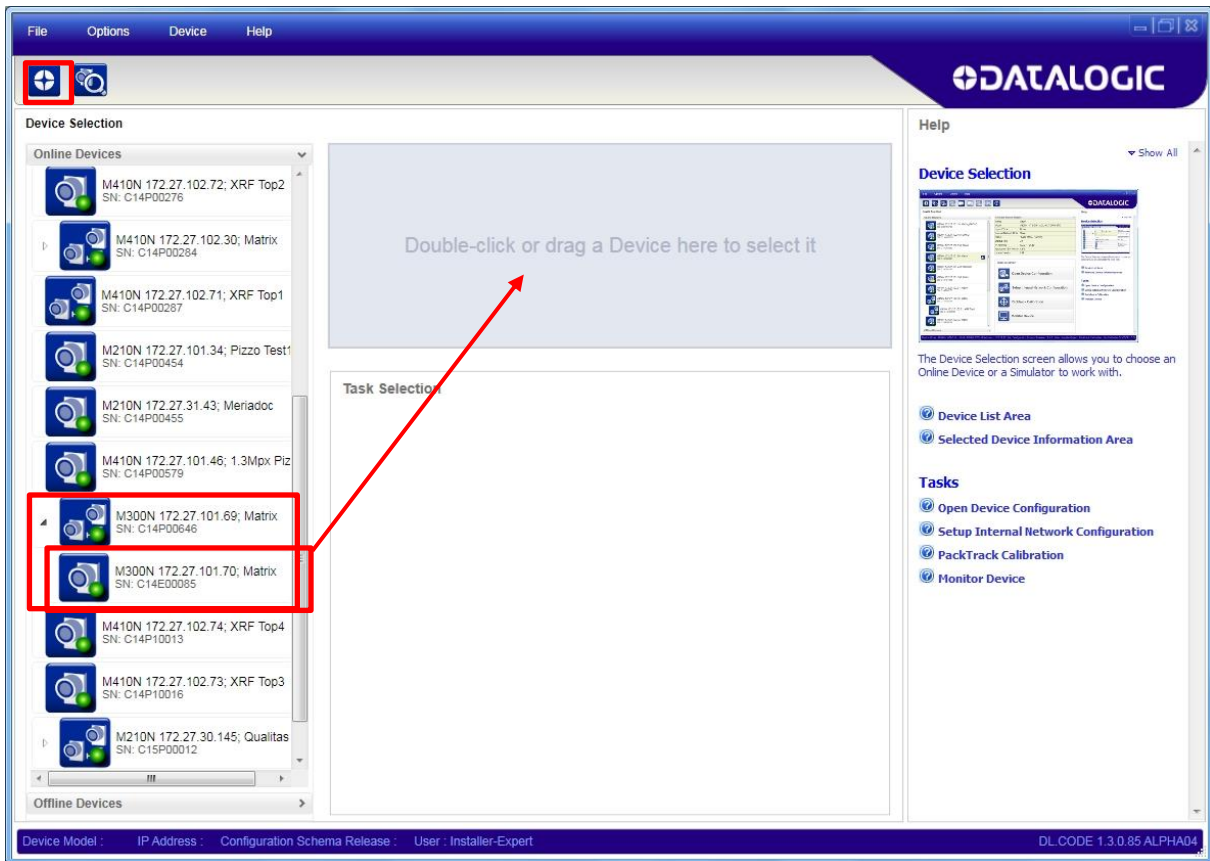 File Options Device Help
DATALOGIC
Device Selection
Online Devices
M410N 172.27.102.72; XRF Top2
SN: C14P00276
M410N 172.27.102.30; Matrix
SN: C14P00284
M410N 172.27.102.71; XRF Top1
SN: C14P00287
M210N 172.27.101.34; Pizzo Test1
SN: C14P00454
M210N 172.27.31.43; Meriadoc
SN: C14P00455
M410N 172.27.101.46; 1.3Mpx Piz
SN: C14P00579
M300N 172.27.101.69; Matrix
SN: C14P00646
M300N 172.27.101.70; Matrix
SN: C14E00085
M410N 172.27.102.74; XRF Top4
SN: C14P10013
M410N 172.27.102.73; XRF Top3
SN: C14P10016
M210N 172.27.30.145; Qualitas
SN: C15P00012
Offline Devices
Double-click or drag a Device here to select it
Task Selection
Help
Show All
Device Selection
DATALOGIC
The Device Selection screen allows you to choose an
Online Device or a Simulator to work with.
Device List Area
Selected Device Information Area
Tasks
Open Device Configuration
Setup Internal Network Configuration
PackTrack Calibration
Monitor Device
Device Model : IP Address : Configuration Schema Release : User : Installer-Expert DL.CODE 1.3.0.85 ALPHA04